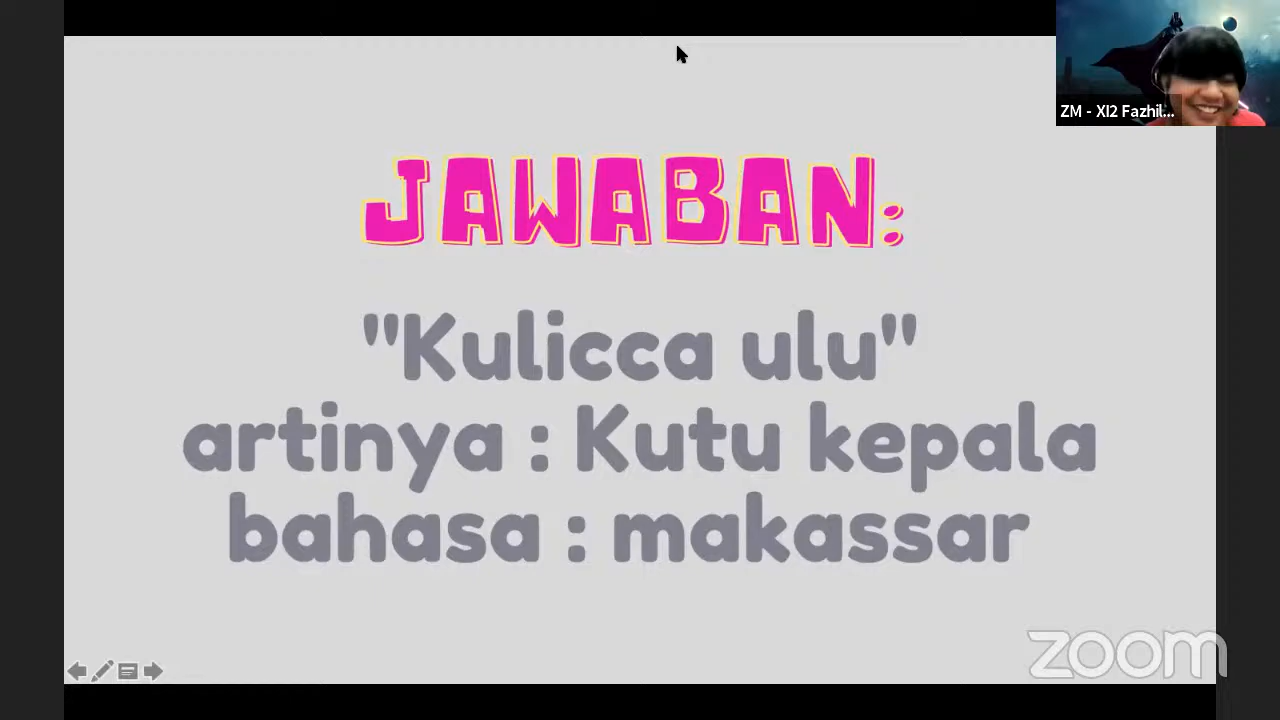 ZM - XI2 Fazhil...
JAWABAN:
"Kulicca ulu"
artinya : Kutu kepala
bahasa : makassar
zoom